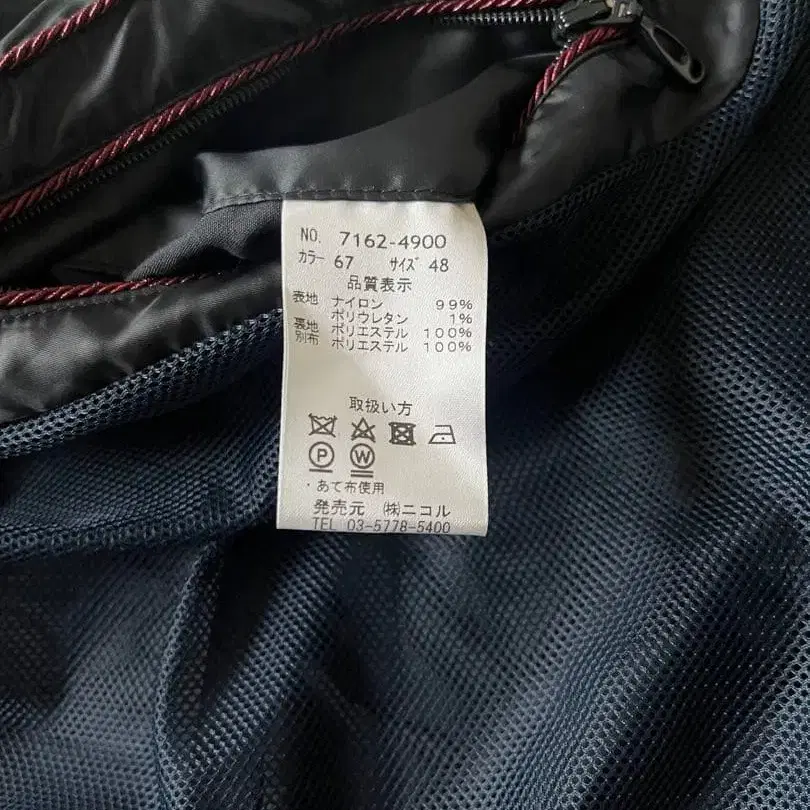 NO. 7162-4900
カラー 67 サイズ 48
品質表示
表地 ナイロン 99%
ポリウレタン 1%
裏地 ポリエステル 100%
別布 ポリエステル 100%
取扱い方
P W
・あて布使用
発売元 ㈱ニコル
TEL 03-5778-5400